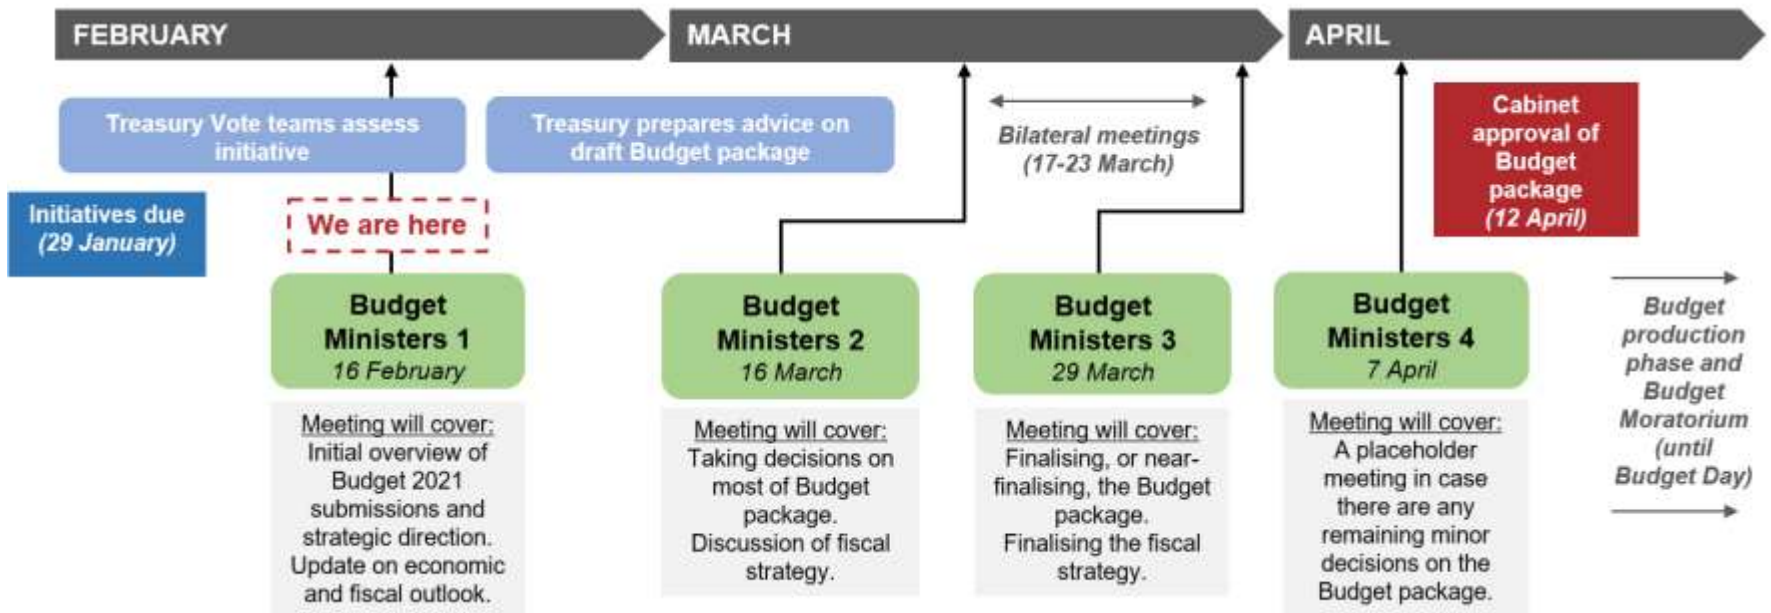 FEBRUARY
MARCH
APRIL
Treasury Vote teams assess
initiative
Treasury prepares advice on
draft Budget package
Bilateral meetings
(17-23 March)
Cabinet
approval of
Budget
package
(12 April)
Initiatives due
(29 January)
We are here
Budget
Ministers 1
16 February
Meeting will cover:
Initial overview of
Budget 2021
submissions and
strategic direction.
Update on economic
and fiscal outlook.
Budget
Ministers 2
16 March
Meeting will cover:
Taking decisions on
most of Budget
package.
Discussion of fiscal
strategy.
Budget
Ministers 3
29 March
Meeting will cover:
Finalising, or near-
finalising, the Budget
package.
Finalising the fiscal
strategy.
Budget
Ministers 4
7 April
Meeting will cover:
A placeholder
meeting in case
there are any
remaining minor
decisions on the
Budget package.
Budget
production
phase and
Budget
Moratorium
(until
Budget Day)